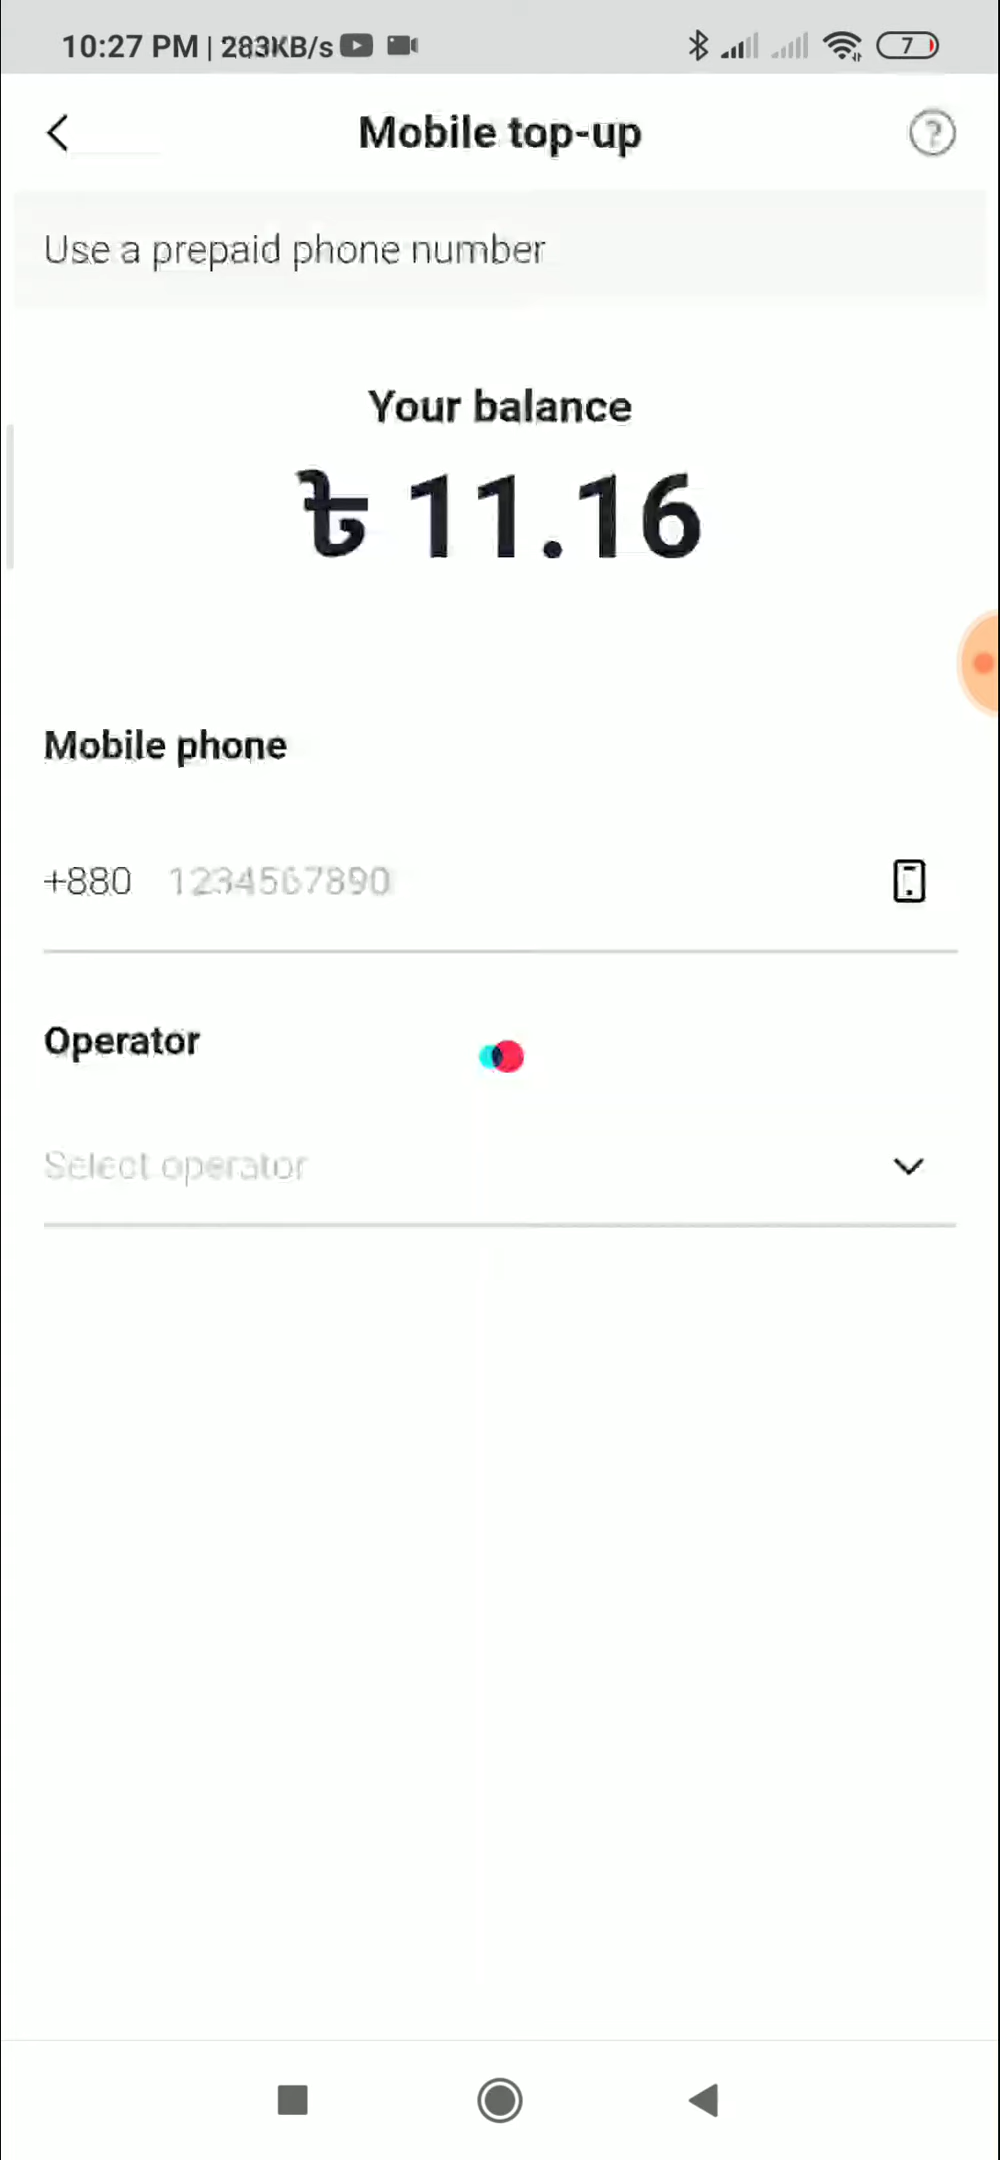 10:27 PM | 283KB/s
7
Mobile top-up
?
Use a prepaid phone number
Your balance
৳ 11.16
Mobile phone
+880 1234567890
Operator
Select operator